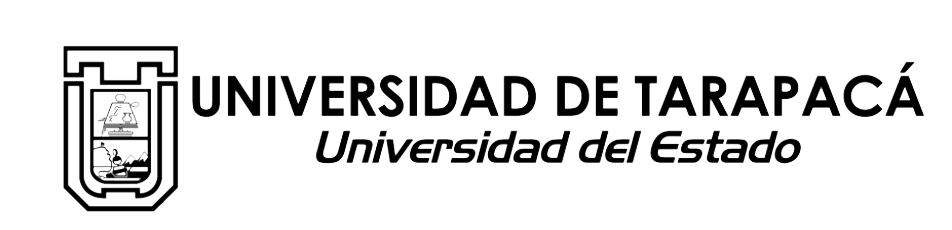 UNIVERSIDAD DE TARAPACÁ
Universidad del Estado